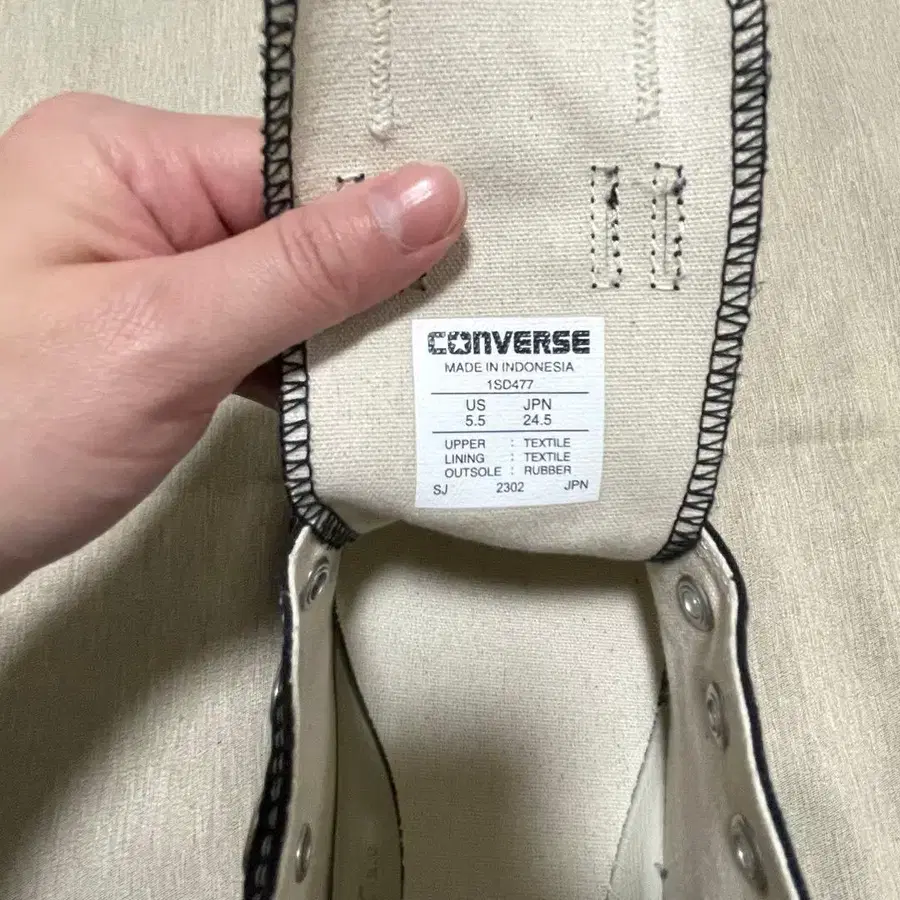 CONVERSE
MADE IN INDONESIA
1SD477
US JPN
5.5 24.5
UPPER : TEXTILE
LINING : TEXTILE
OUTSOLE : RUBBER
SJ 2302 JPN